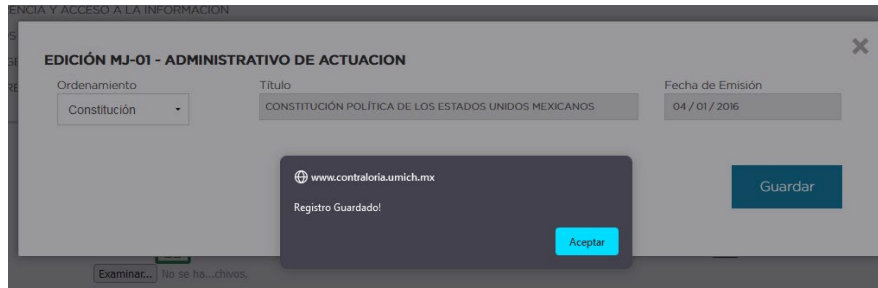 ENCIA Y ACCESO A LA INFORMACIÓN
EDICIÓN MJ-01 - ADMINISTRATIVO DE ACTUACION
Ordenamiento Título Fecha de Emisión
Constitución CONSTITUCIÓN POLÍTICA DE LOS ESTADOS UNIDOS MEXICANOS 04 / 01 / 2016
www.contraloria.umich.mx
Registro Guardado!
Guardar
Aceptar
Examinar... No se ha...chivos.